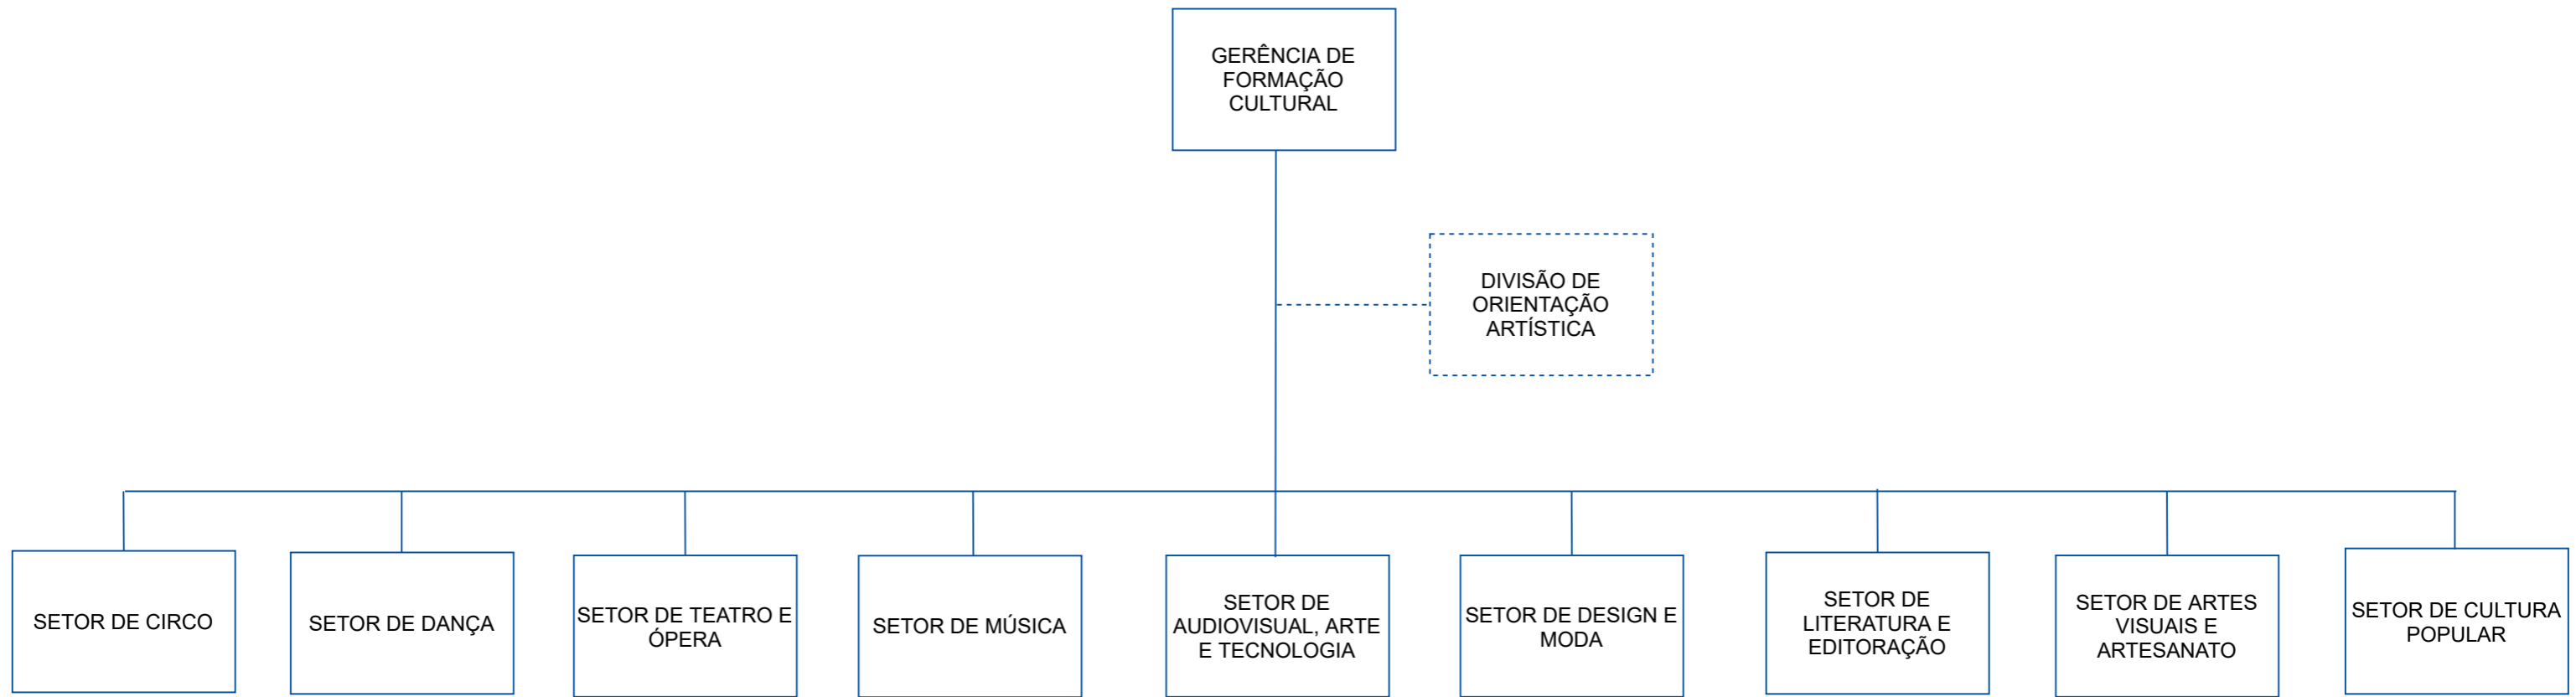 GERÊNCIA DE
FORMAÇÃO
CULTURAL
DIVISÃO DE
ORIENTAÇÃO
ARTÍSTICA
SETOR DE CIRCO
SETOR DE DANÇA
SETOR DE TEATRO E
ÓPERA
SETOR DE MÚSICA
SETOR DE
AUDIOVISUAL, ARTE
E TECNOLOGIA
SETOR DE DESIGN E
MODA
SETOR DE
LITERATURA E
EDITORAÇÃO
SETOR DE ARTES
VISUAIS E
ARTESANATO
SETOR DE CULTURA
POPULAR